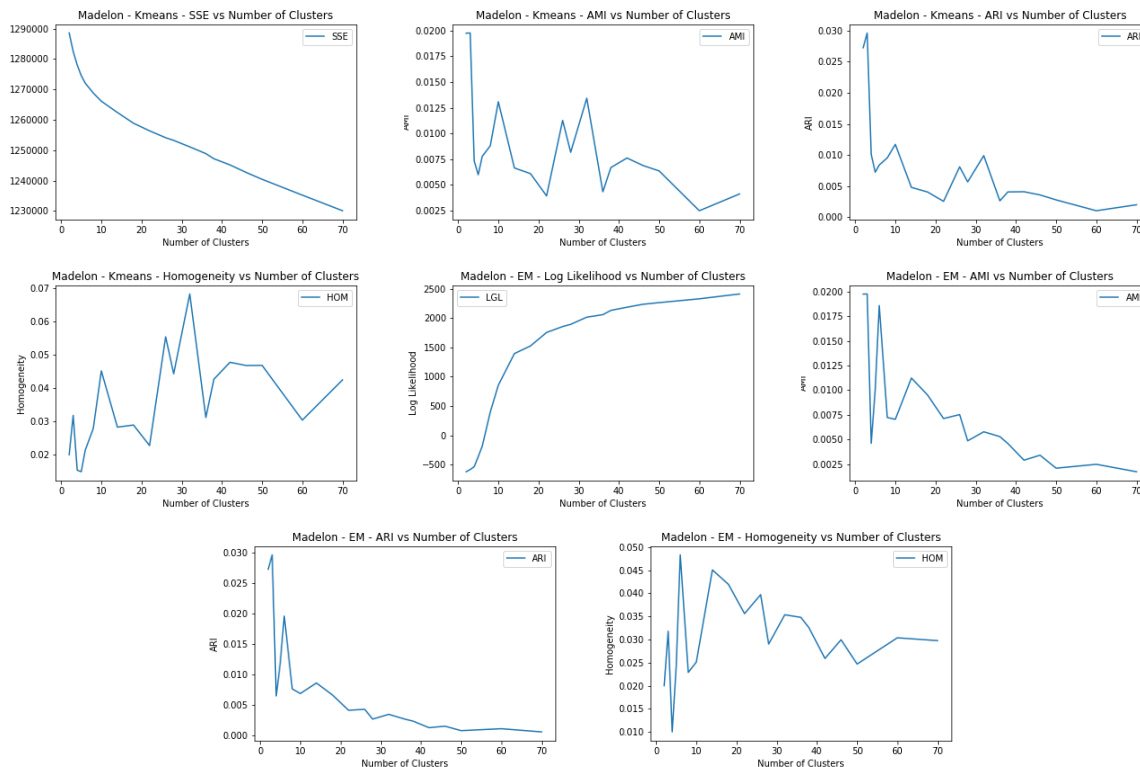 Madelon - Kmeans - SSE vs Number of Clusters
SSE
1290000
1280000
1270000
1260000
1250000
1240000
1230000
0 10 20 30 40 50 60 70
Number of Clusters
Madelon - Kmeans - AMI vs Number of Clusters
AMI
0.0200
0.0175
0.0150
0.0125
0.0100
0.0075
0.0050
0.0025
0 10 20 30 40 50 60 70
Number of Clusters
Madelon - Kmeans - ARI vs Number of Clusters
ARI
0.030
0.025
0.020
0.015
0.010
0.005
0.000
ARI
0 10 20 30 40 50 60 70
Number of Clusters
Madelon - Kmeans - Homogeneity vs Number of Clusters
HOM
0.07
0.06
0.05
0.04
0.03
0.02
Homogeneity
0 10 20 30 40 50 60 70
Number of Clusters
Madelon - EM - Log Likelihood vs Number of Clusters
LGL
2500
2000
1500
1000
500
0
−500
Log Likelihood
0 10 20 30 40 50 60 70
Number of Clusters
Madelon - EM - AMI vs Number of Clusters
AMI
0.0200
0.0175
0.0150
0.0125
0.0100
0.0075
0.0050
0.0025
0 10 20 30 40 50 60 70
Number of Clusters
Madelon - EM - ARI vs Number of Clusters
ARI
0.030
0.025
0.020
0.015
0.010
0.005
0.000
ARI
0 10 20 30 40 50 60 70
Number of Clusters
Madelon - EM - Homogeneity vs Number of Clusters
HOM
0.050
0.045
0.040
0.035
0.030
0.025
0.020
0.015
0.010
Homogeneity
0 10 20 30 40 50 60 70
Number of Clusters